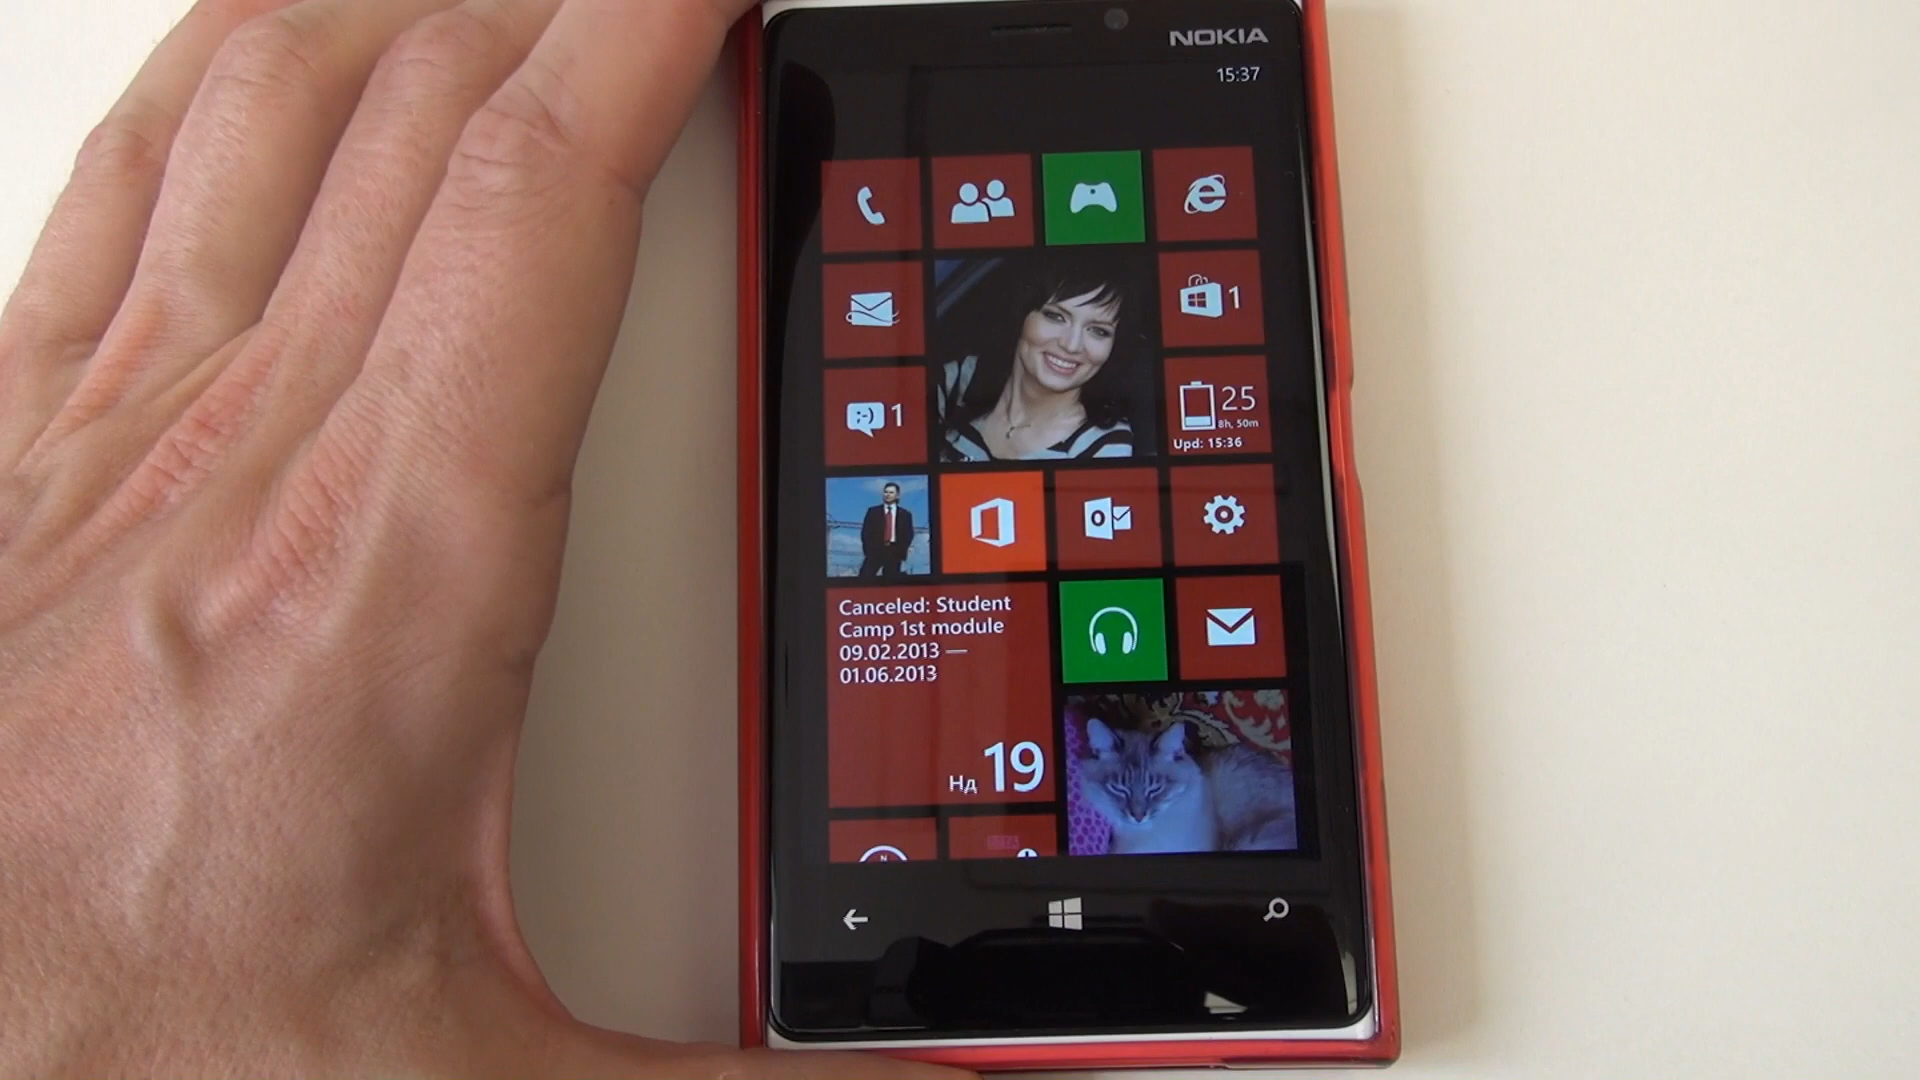 NOKIA
15:37
1
1
25
8h, 50m
Upd: 15:36
Canceled: Student
Camp 1st module
09.02.2013 —
01.06.2013
Нд 19
N